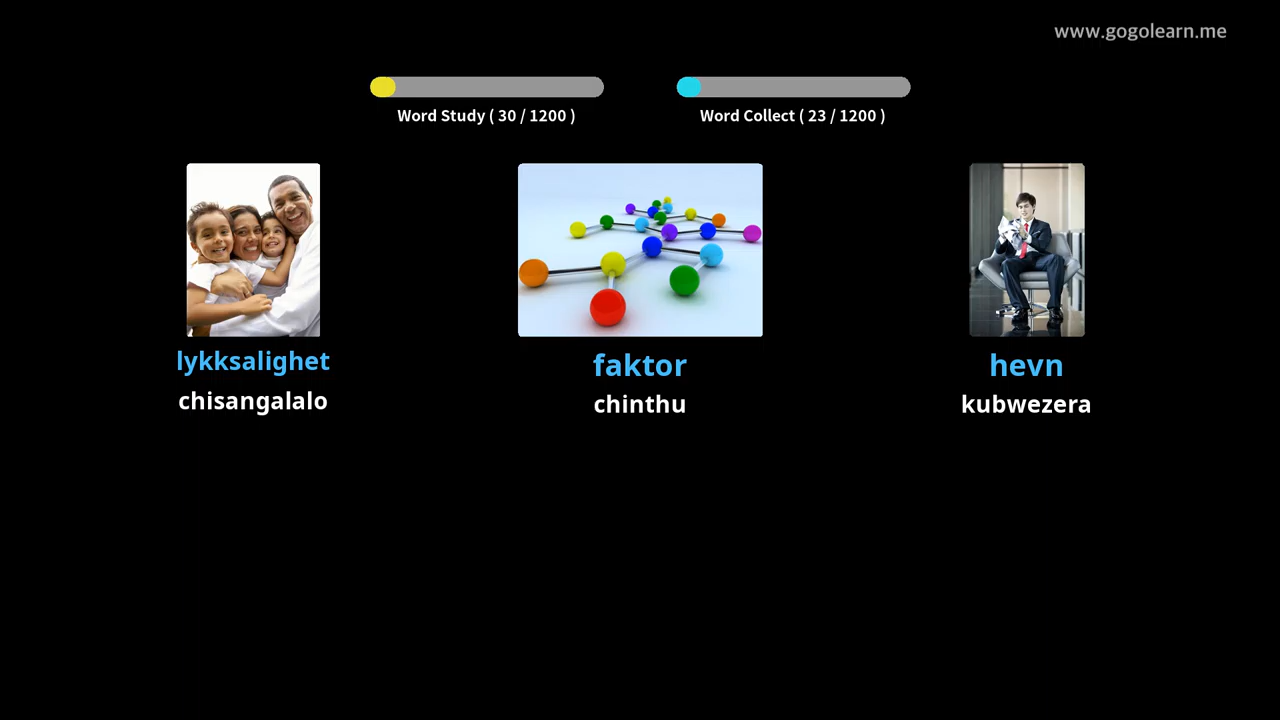 www.gogolearn.me
Word Study ( 30 / 1200 )
Word Collect ( 23 / 1200 )
lykksalighet
chisangalalo
faktor
chinthu
hevn
kubwezera